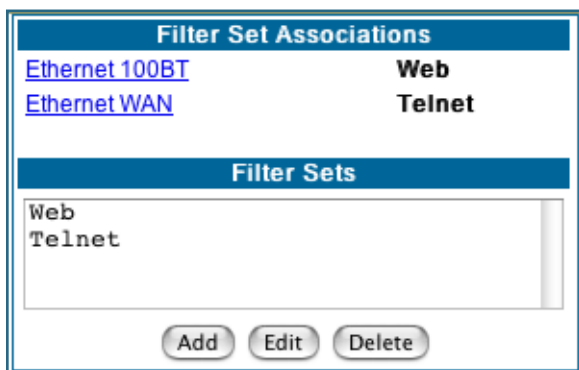 Filter Set Associations
Ethernet 100BT Web
Ethernet WAN Telnet
Filter Sets
Web
Telnet
Add Edit Delete